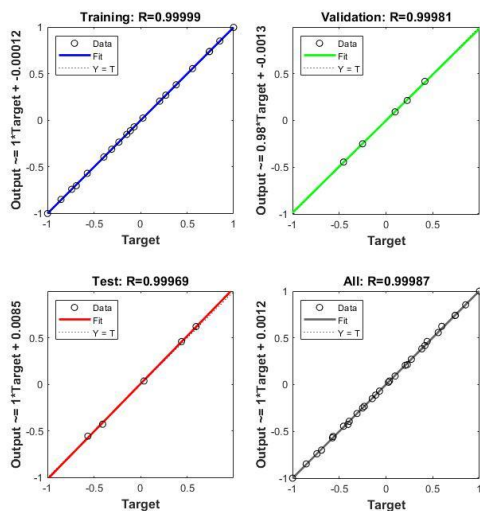 Training: R=0.99999
Output ~= 1*Target + -0.00012
Data
Fit
Y = T
1
0.5
0
-0.5
-1
-1 -0.5 0 0.5 1
Target
Validation: R=0.99981
Output ~= 0.98*Target + -0.0013
Data
Fit
Y = T
1
0.5
0
-0.5
-1
-1 -0.5 0 0.5 1
Target
Test: R=0.99969
Output ~= 1*Target + 0.0085
Data
Fit
Y = T
0.5
0
-0.5
-1
-1 -0.5 0 0.5
Target
All: R=0.99987
Output ~= 1*Target + 0.0012
Data
Fit
Y = T
1
0.5
0
-0.5
-1
-1 -0.5 0 0.5 1
Target